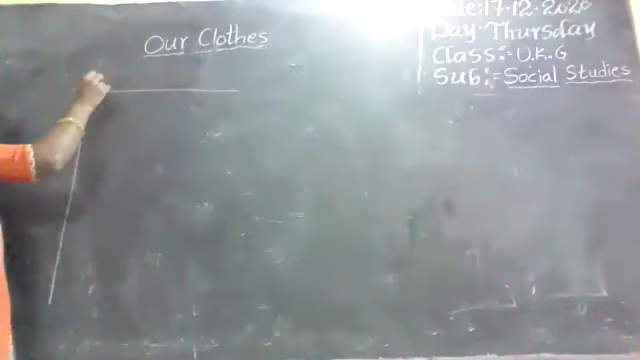 Our Clothes
Date:17.12.2020
Day:Thursday
Class:-U.K.G
Sub:-Social Studies